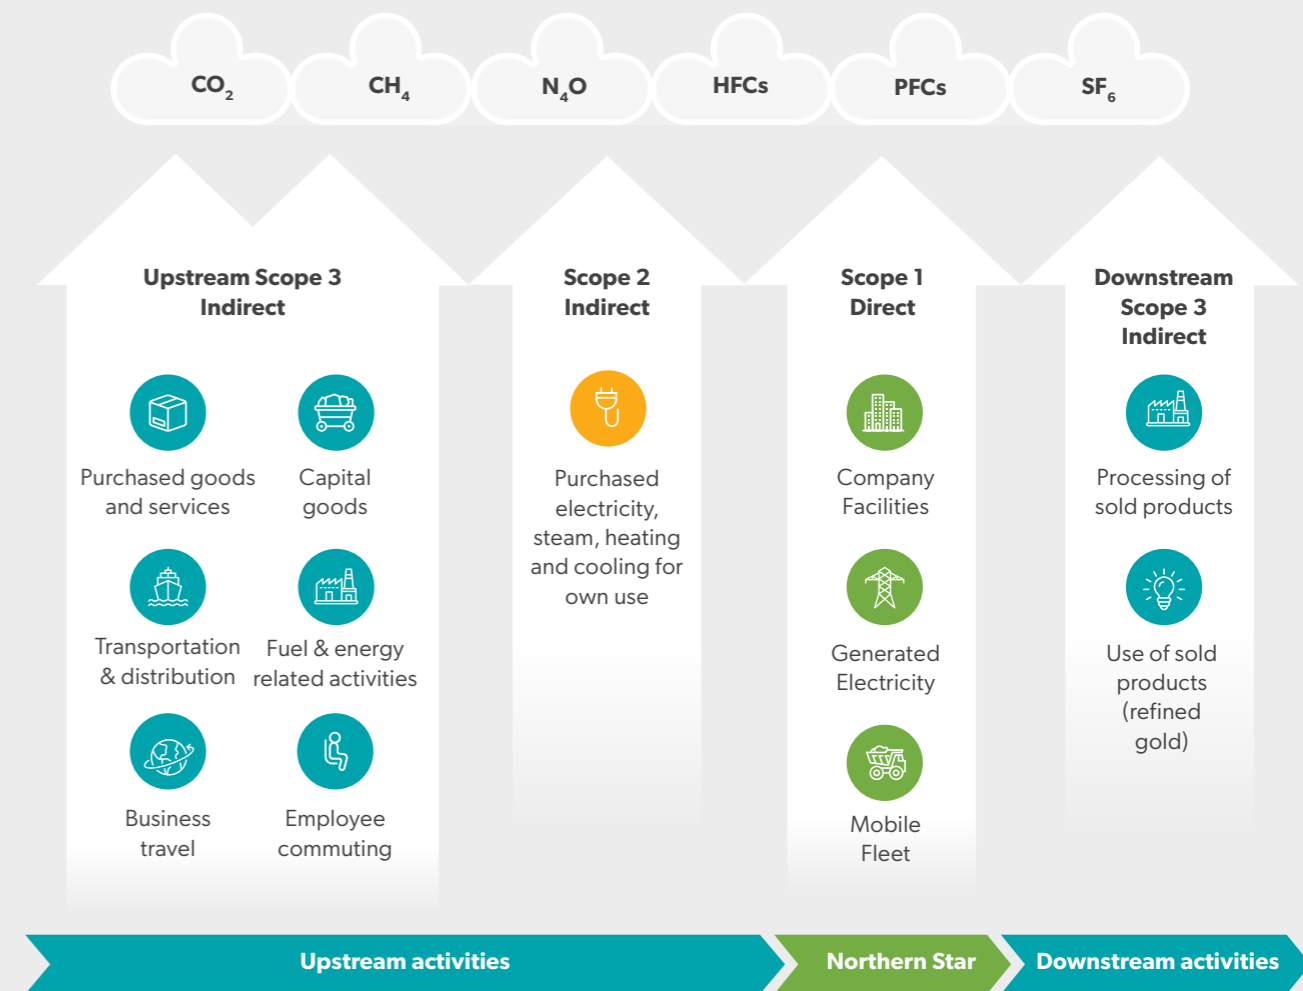 CO₂ CH₄ N₄O HFCs PFCs SF₆
Upstream Scope 3
Indirect
Purchased goods
and services
Capital
goods
Transportation
& distribution
Fuel & energy
related activities
Business
travel
Employee
commuting
Scope 2
Indirect
Purchased
electricity,
steam, heating
and cooling for
own use
Scope 1
Direct
Company
Facilities
Generated
Electricity
Mobile
Fleet
Downstream
Scope 3
Indirect
Processing of
sold products
Use of sold
products
(refined
gold)
Upstream activities
Northern Star
Downstream activities